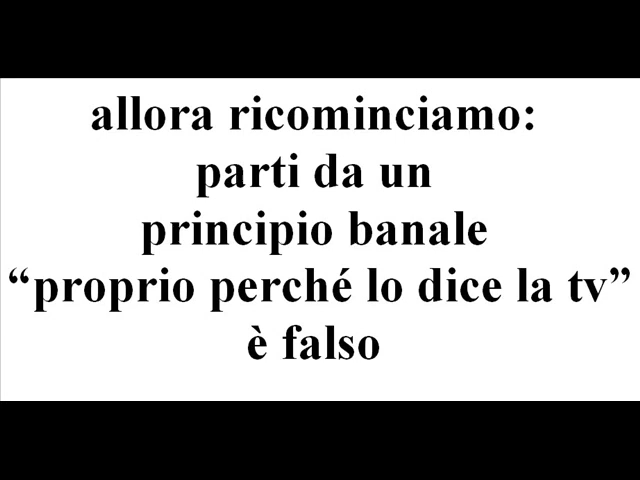 allora ricominciamo:
parti da un
principio banale
“proprio perché lo dice la tv”
è falso